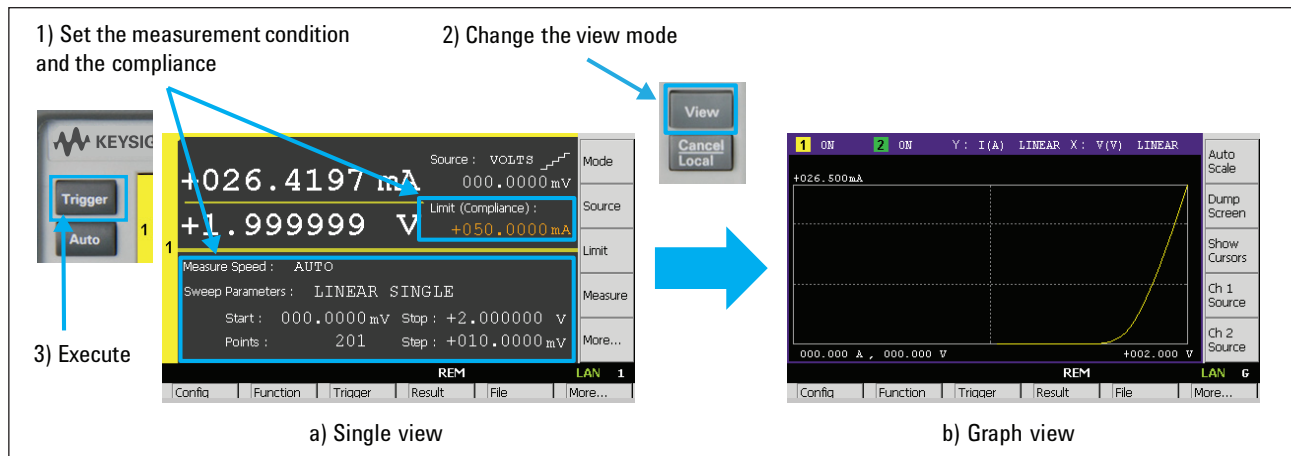 1) Set the measurement condition
and the compliance
2) Change the view mode
KEYSIG
Trigger
Auto
1
3) Execute
View
Cancel
Local
1
+026.4197 mA
Source : VOLTS
000.0000 mV
+1.999999 V
Limit (Compliance) :
+050.0000 mA
Measure Speed : AUTO
Sweep Parameters : LINEAR SINGLE
Start : 000.0000 mV Stop : +2.000000 V
Points : 201 Step : +010.0000 mV
Mode
Source
Limit
Measure
More...
REM LAN 1
Config Function Trigger Result File More...
a) Single view
1 ON 2 ON Y : I(A) LINEAR X : V(V) LINEAR
+026.500mA
000.000 A , 000.000 V +002.000 V
Auto
Scale
Dump
Screen
Show
Cursors
Ch 1
Source
Ch 2
Source
REM LAN G
Config Function Trigger Result File More...
b) Graph view